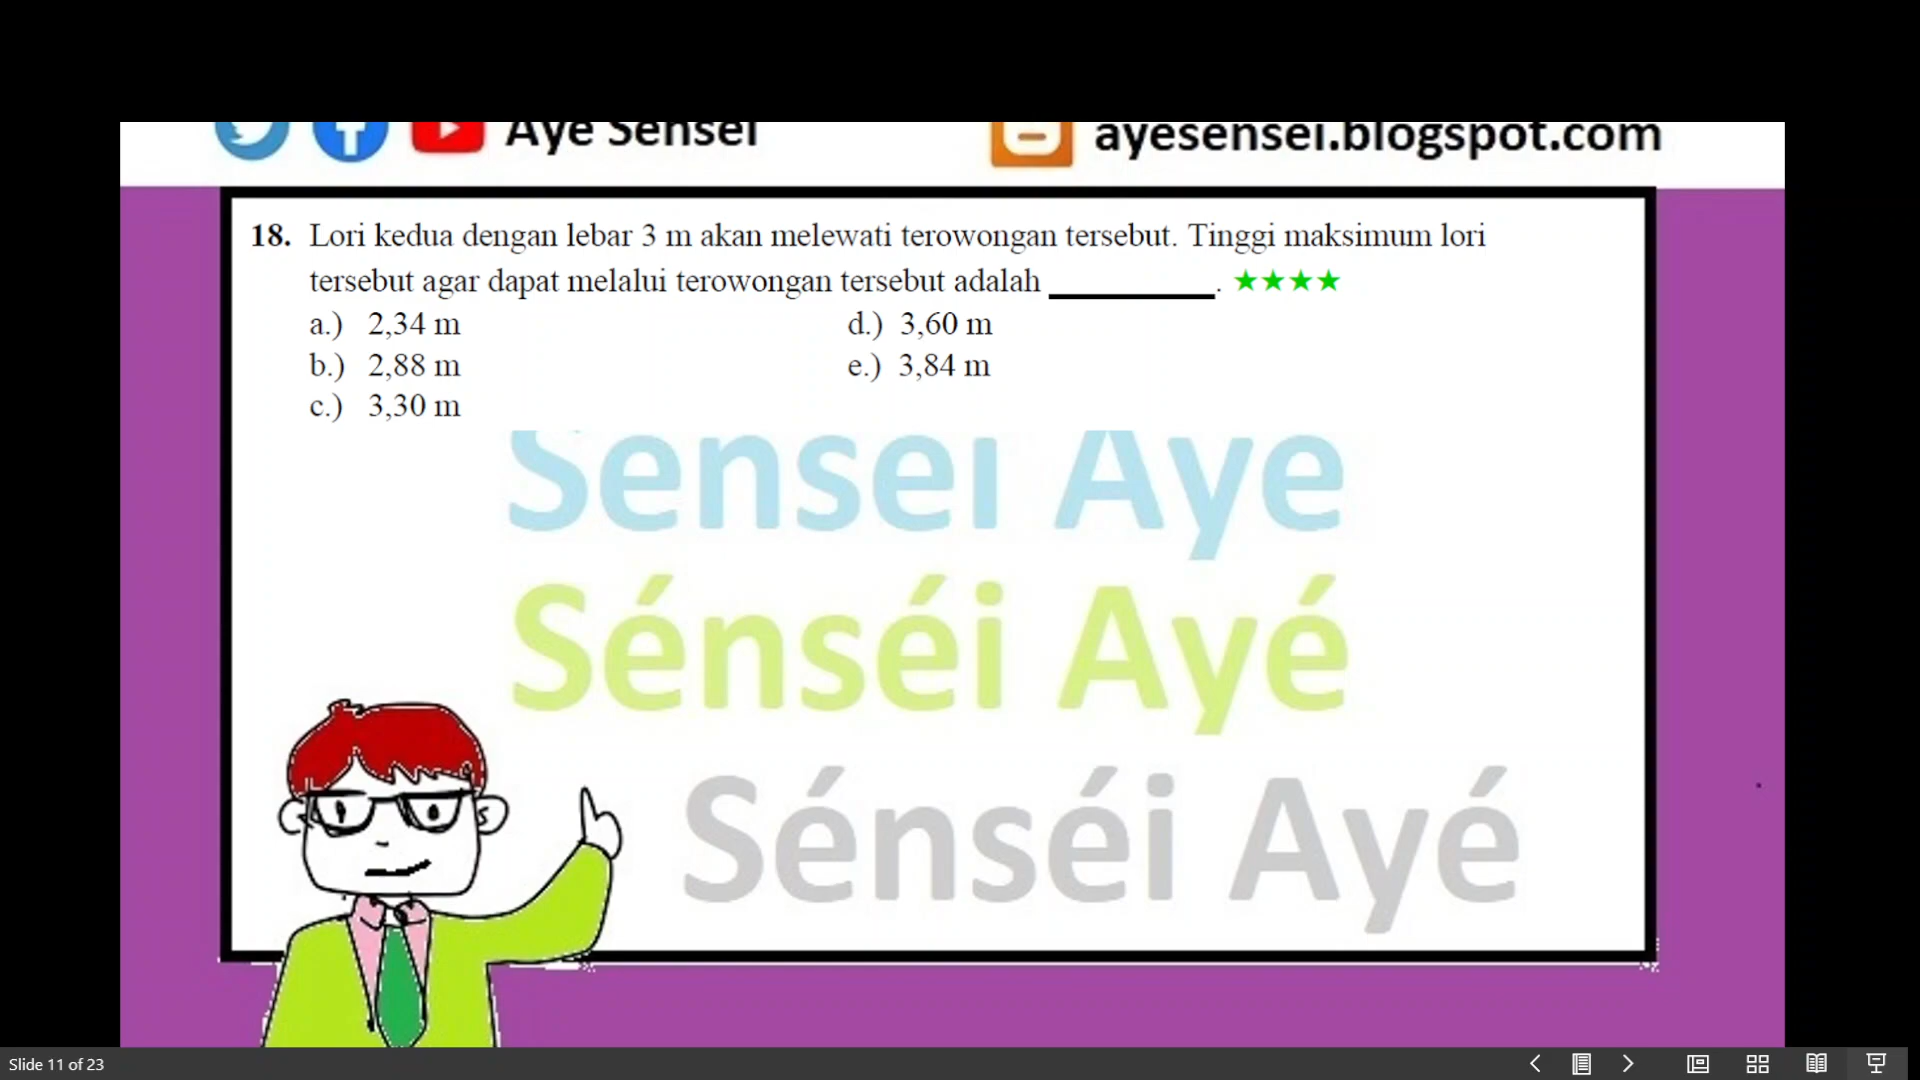 Aye Sensei
ayesensei.blogspot.com
18. Lori kedua dengan lebar 3 m akan melewati terowongan tersebut. Tinggi maksimum lori
tersebut agar dapat melalui terowongan tersebut adalah __________. ★★★★
a.) 2,34 m
b.) 2,88 m
c.) 3,30 m
d.) 3,60 m
e.) 3,84 m
Sensei Aye
Sénséi Ayé
Sénséi Ayé
Slide 11 of 23